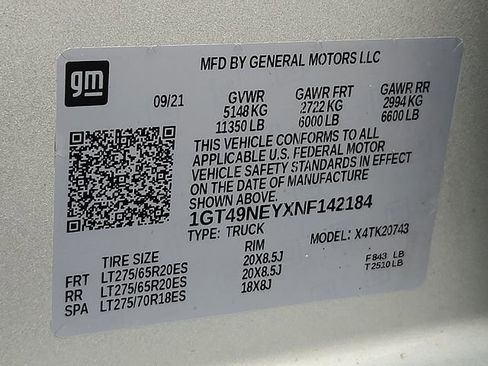 gm
MFD BY GENERAL MOTORS LLC
09/21 GVWR GAWR FRT GAWR RR
5148 KG 2722 KG 2994 KG
11350 LB 6000 LB 6600 LB
THIS VEHICLE CONFORMS TO ALL
APPLICABLE U.S. FEDERAL MOTOR
VEHICLE SAFETY STANDARDS IN EFFECT
ON THE DATE OF MANUFACTURE
SHOWN ABOVE.
1GT49NEYXNF142184
TYPE: TRUCK MODEL: X4TK20743
TIRE SIZE RIM
FRT LT275/65R20ES 20X8.5J F843 LB
RR LT275/65R20ES 20X8.5J T2510 LB
SPA LT275/70R18ES 18X8J